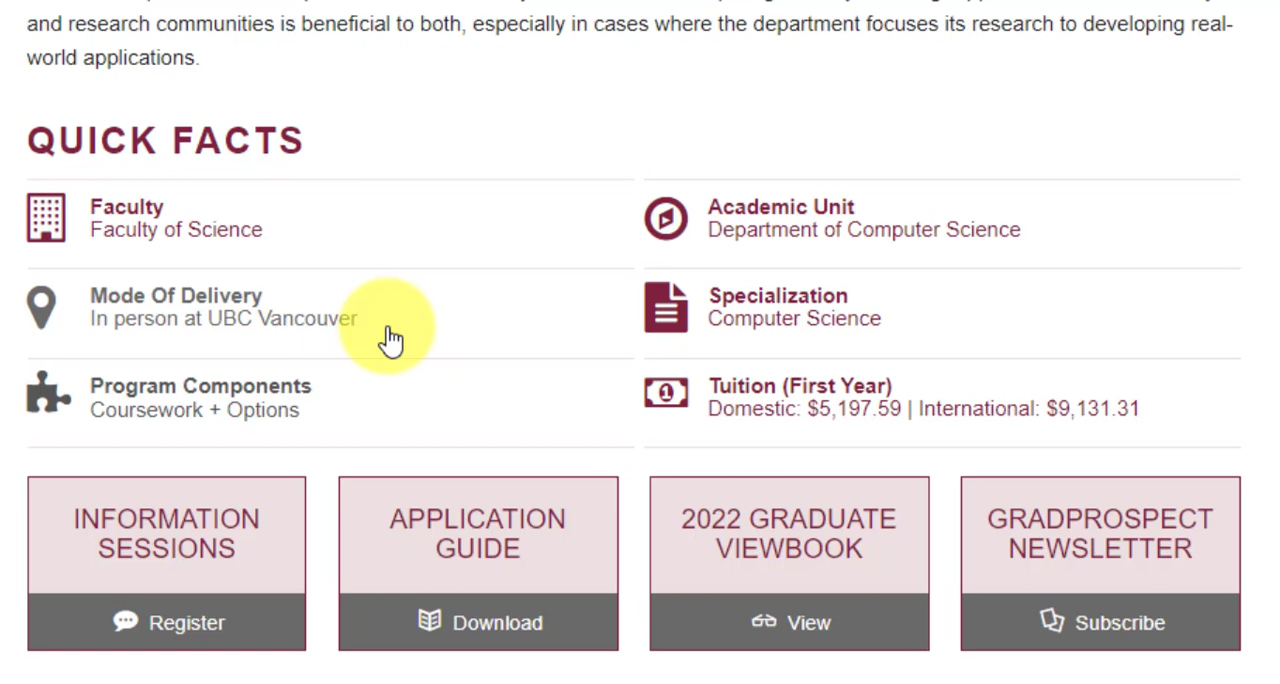 and research communities is beneficial to both, especially in cases where the department focuses its research to developing real-
world applications.
QUICK FACTS
Faculty
Faculty of Science
Academic Unit
Department of Computer Science
Mode Of Delivery
In person at UBC Vancouver
Specialization
Computer Science
Program Components
Coursework + Options
Tuition (First Year)
Domestic: $5,197.59 | International: $9,131.31
INFORMATION
SESSIONS
Register
APPLICATION
GUIDE
Download
2022 GRADUATE
VIEWBOOK
View
GRADPROSPECT
NEWSLETTER
Subscribe